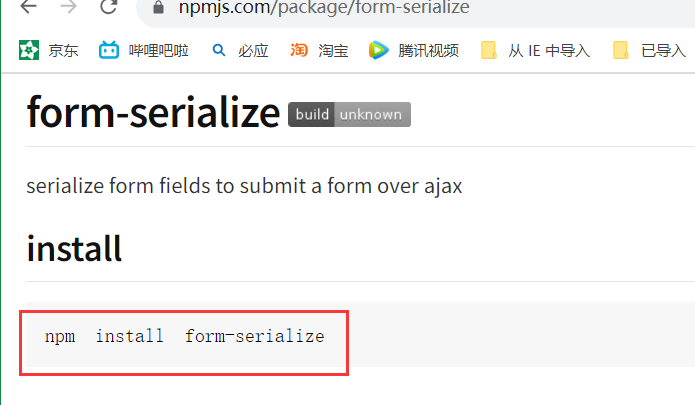 npmjs.com/package/form-serialize
京东 哔哩哔啦 必应 淘 淘宝 腾讯视频 从 IE 中导入 已导入
form-serialize build unknown
serialize form fields to submit a form over ajax
install
npm install form-serialize